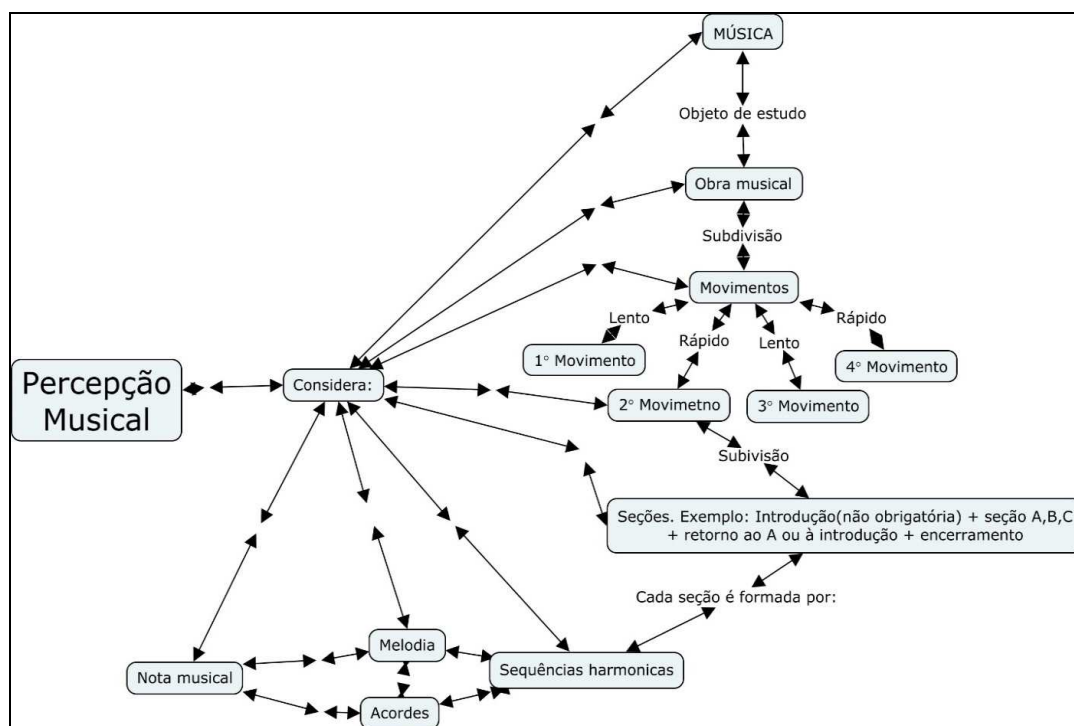 MÚSICA
Objeto de estudo
Obra musical
Subdivisão
Movimentos
Lento
Rápido
Lento
Rápido
1° Movimento
4° Movimento
Percepção
Musical
Considera:
2° Movimetno
3° Movimento
Subivisão
Seções. Exemplo: Introdução(não obrigatória) + seção A,B,C
+ retorno ao A ou à introdução + encerramento
Cada seção é formada por:
Melodia
Nota musical
Sequências harmonicas
Acordes